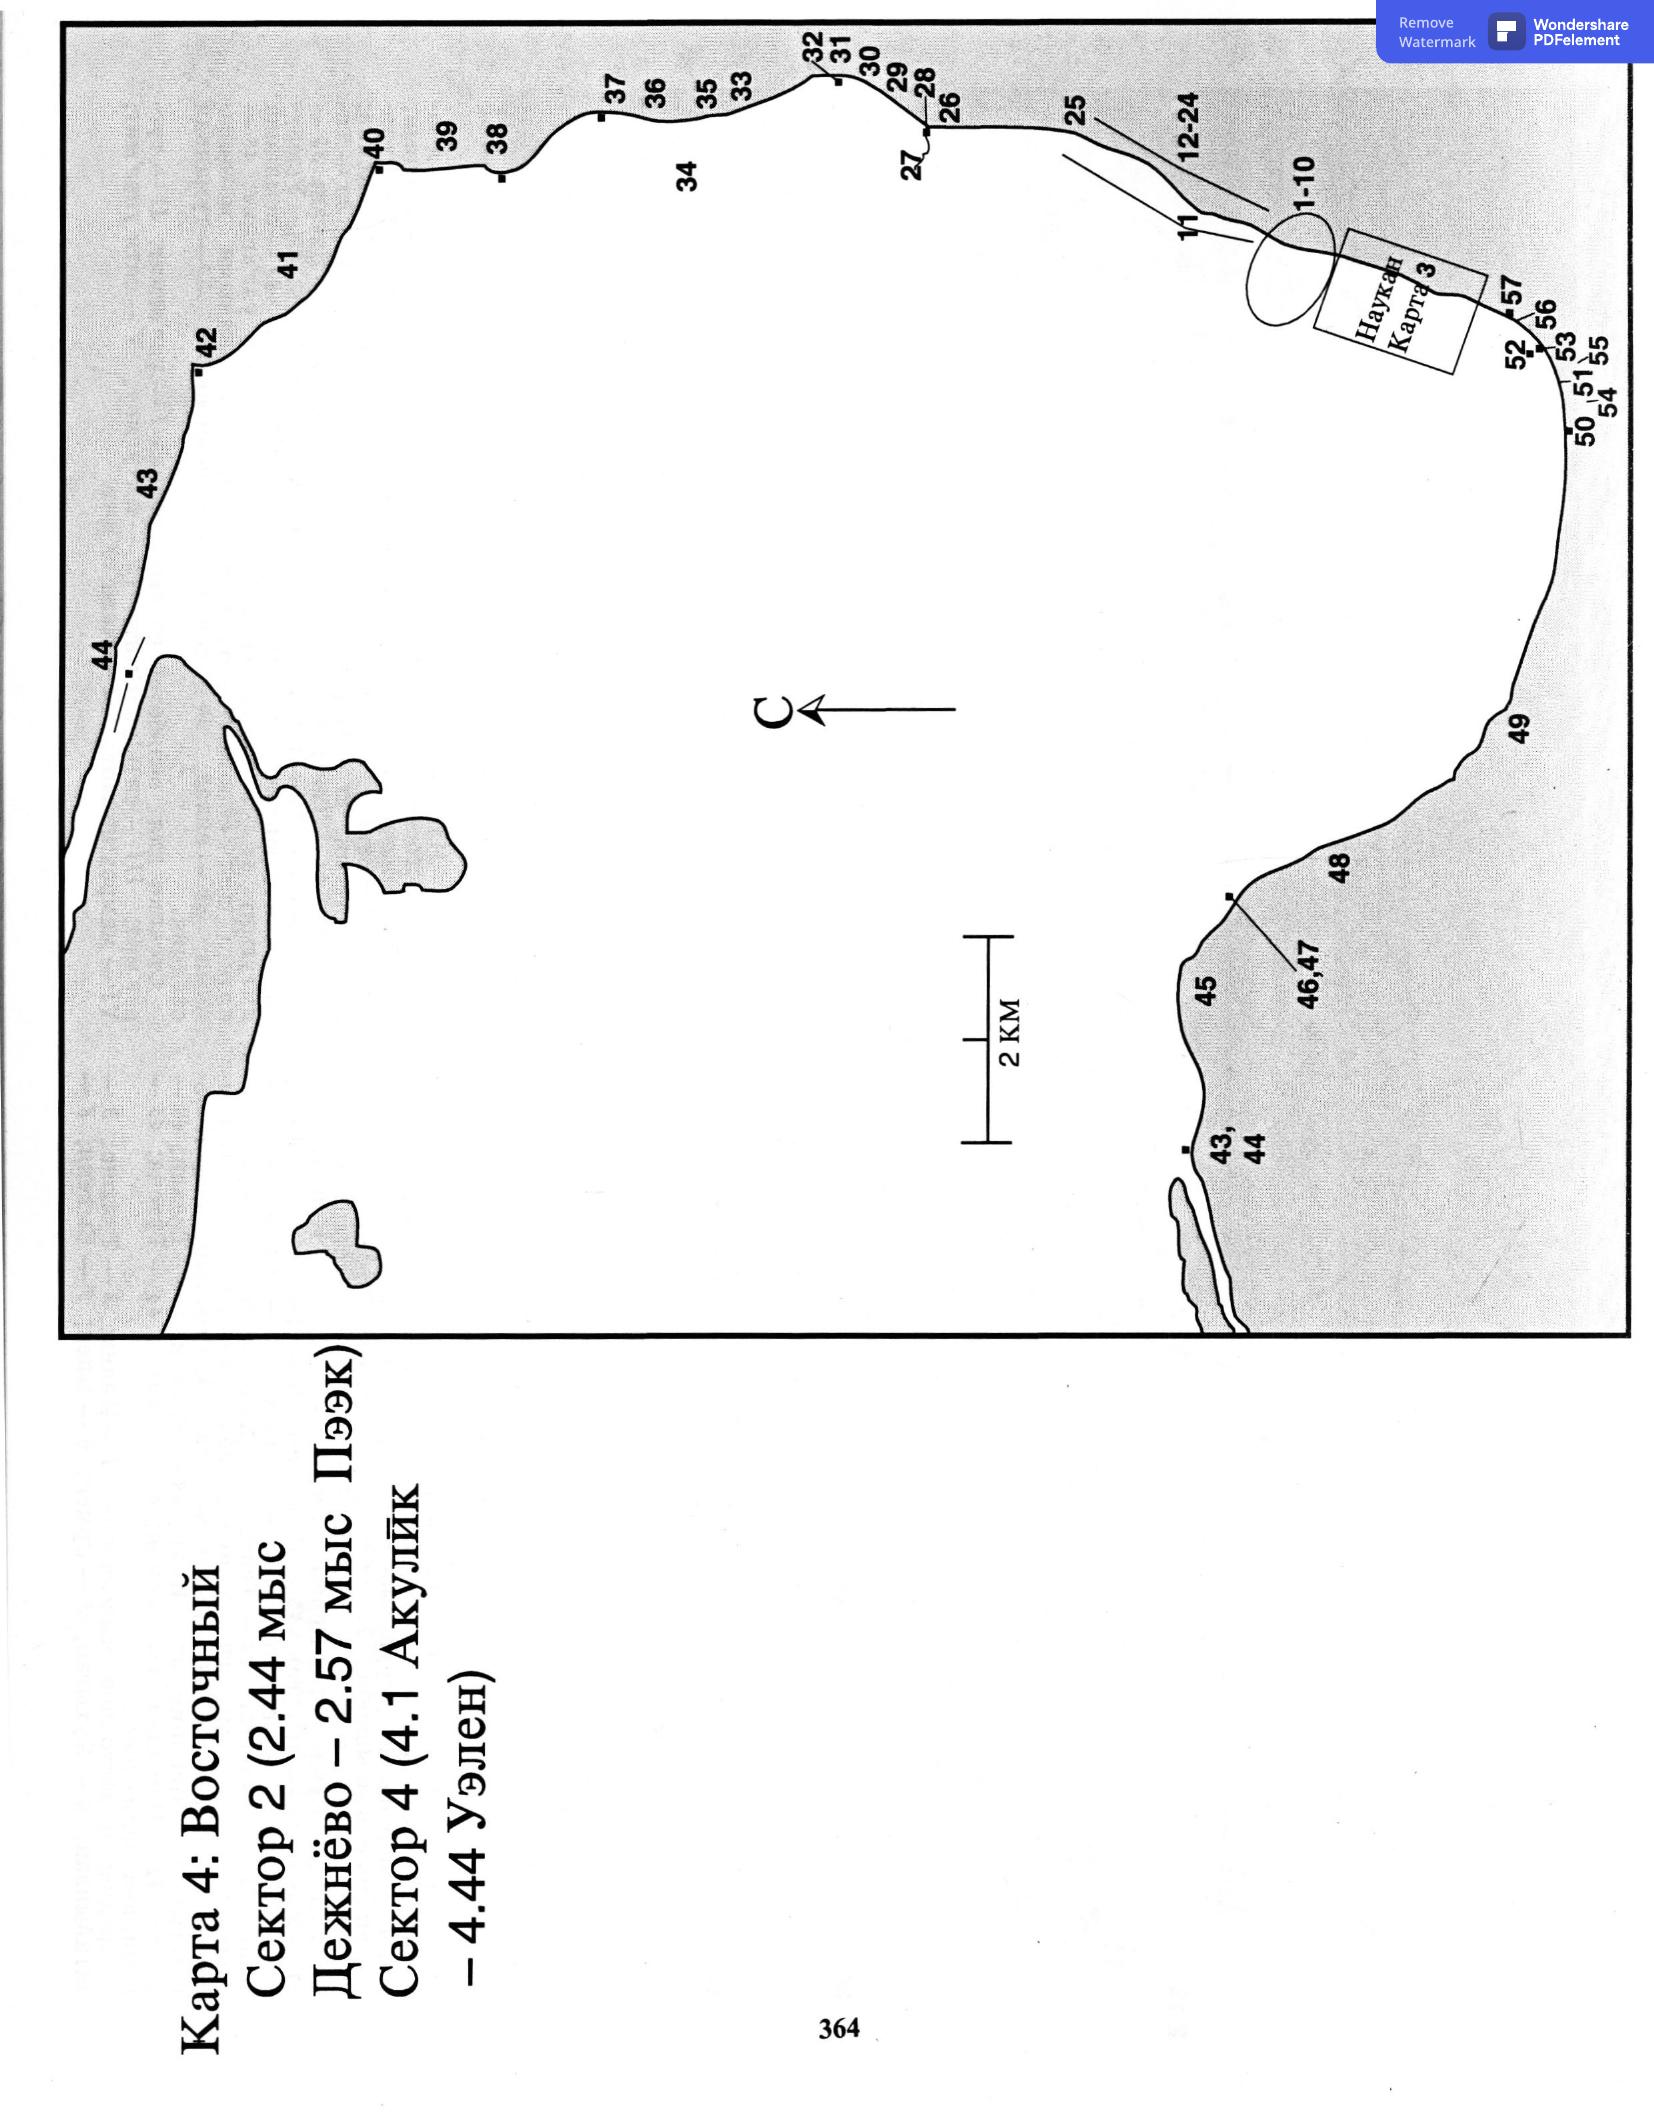 Remove
Watermark
Wondershare
PDFelement
Карта 4: Восточный
Сектор 2 (2.44 мыс
Дежнёво – 2.57 мыс Пээк)
Сектор 4 (4.1 Акулӣк
– 4.44 Уэлен)
44
43
42
41
40
39
38
37
36
35
33
34
32
31
30
29
28
27
26
25
12-24
11
1-10
Наукан
Карта 3
57
56
52
53
55
51
54
50
49
48
46,47
45
43,
44
С
2 КМ
364